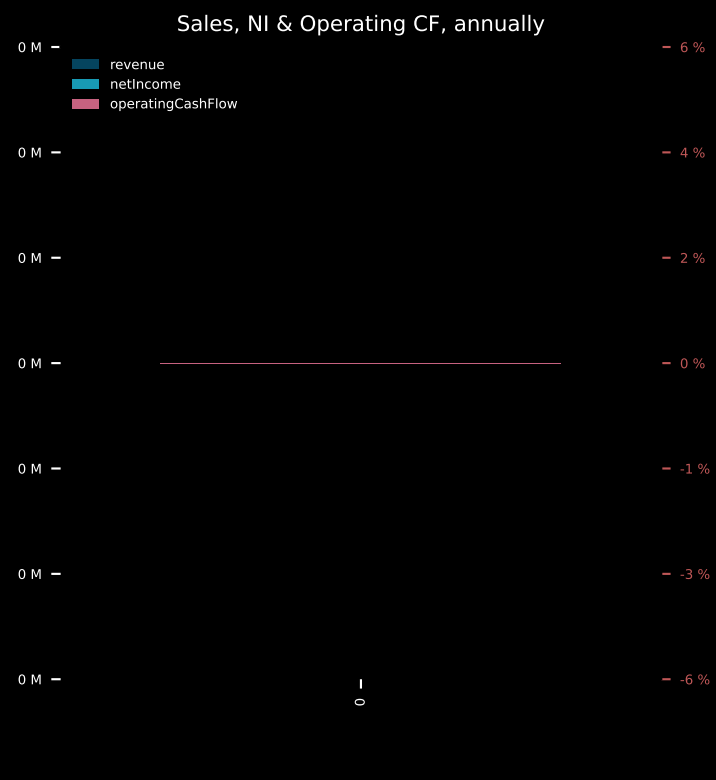 Sales, NI & Operating CF, annually
0 M
6 %
revenue
netIncome
operatingCashFlow
0 M
4 %
0 M
2 %
0 M
0 %
0 M
-1 %
0 M
-3 %
0 M
-6 %
0